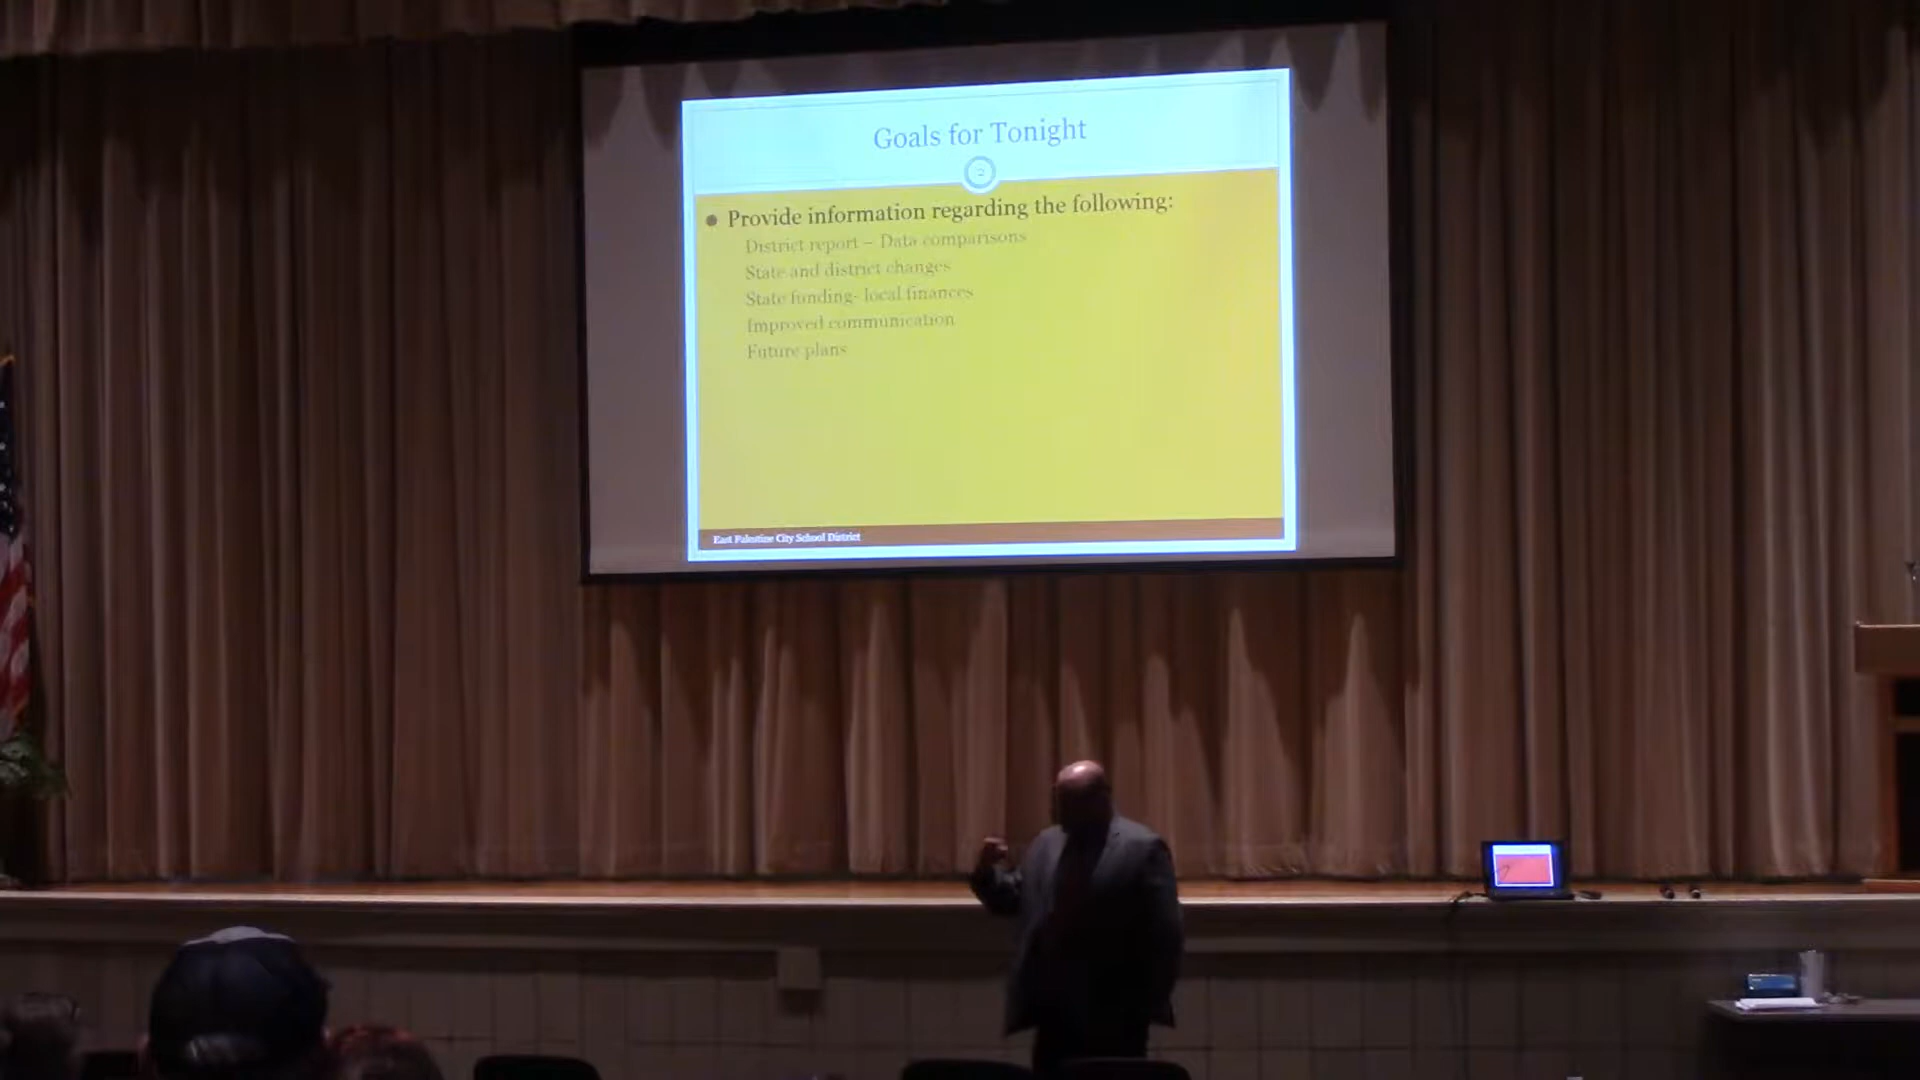 Goals for Tonight
2
Provide information regarding the following:
District report – Data comparisons
State and district changes
State funding- local finances
Improved communication
Future plans
East Palestine City School District